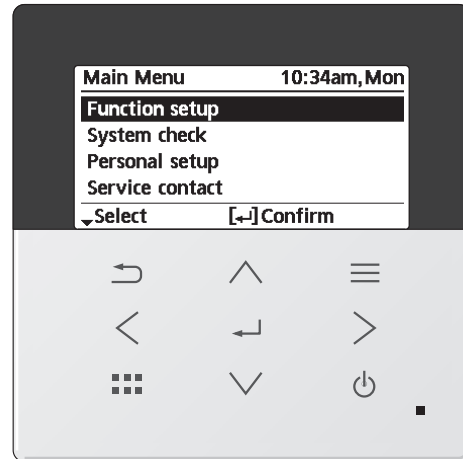 Main Menu 10:34am,Mon
Function setup
System check
Personal setup
Service contact
Select [↵]Confirm